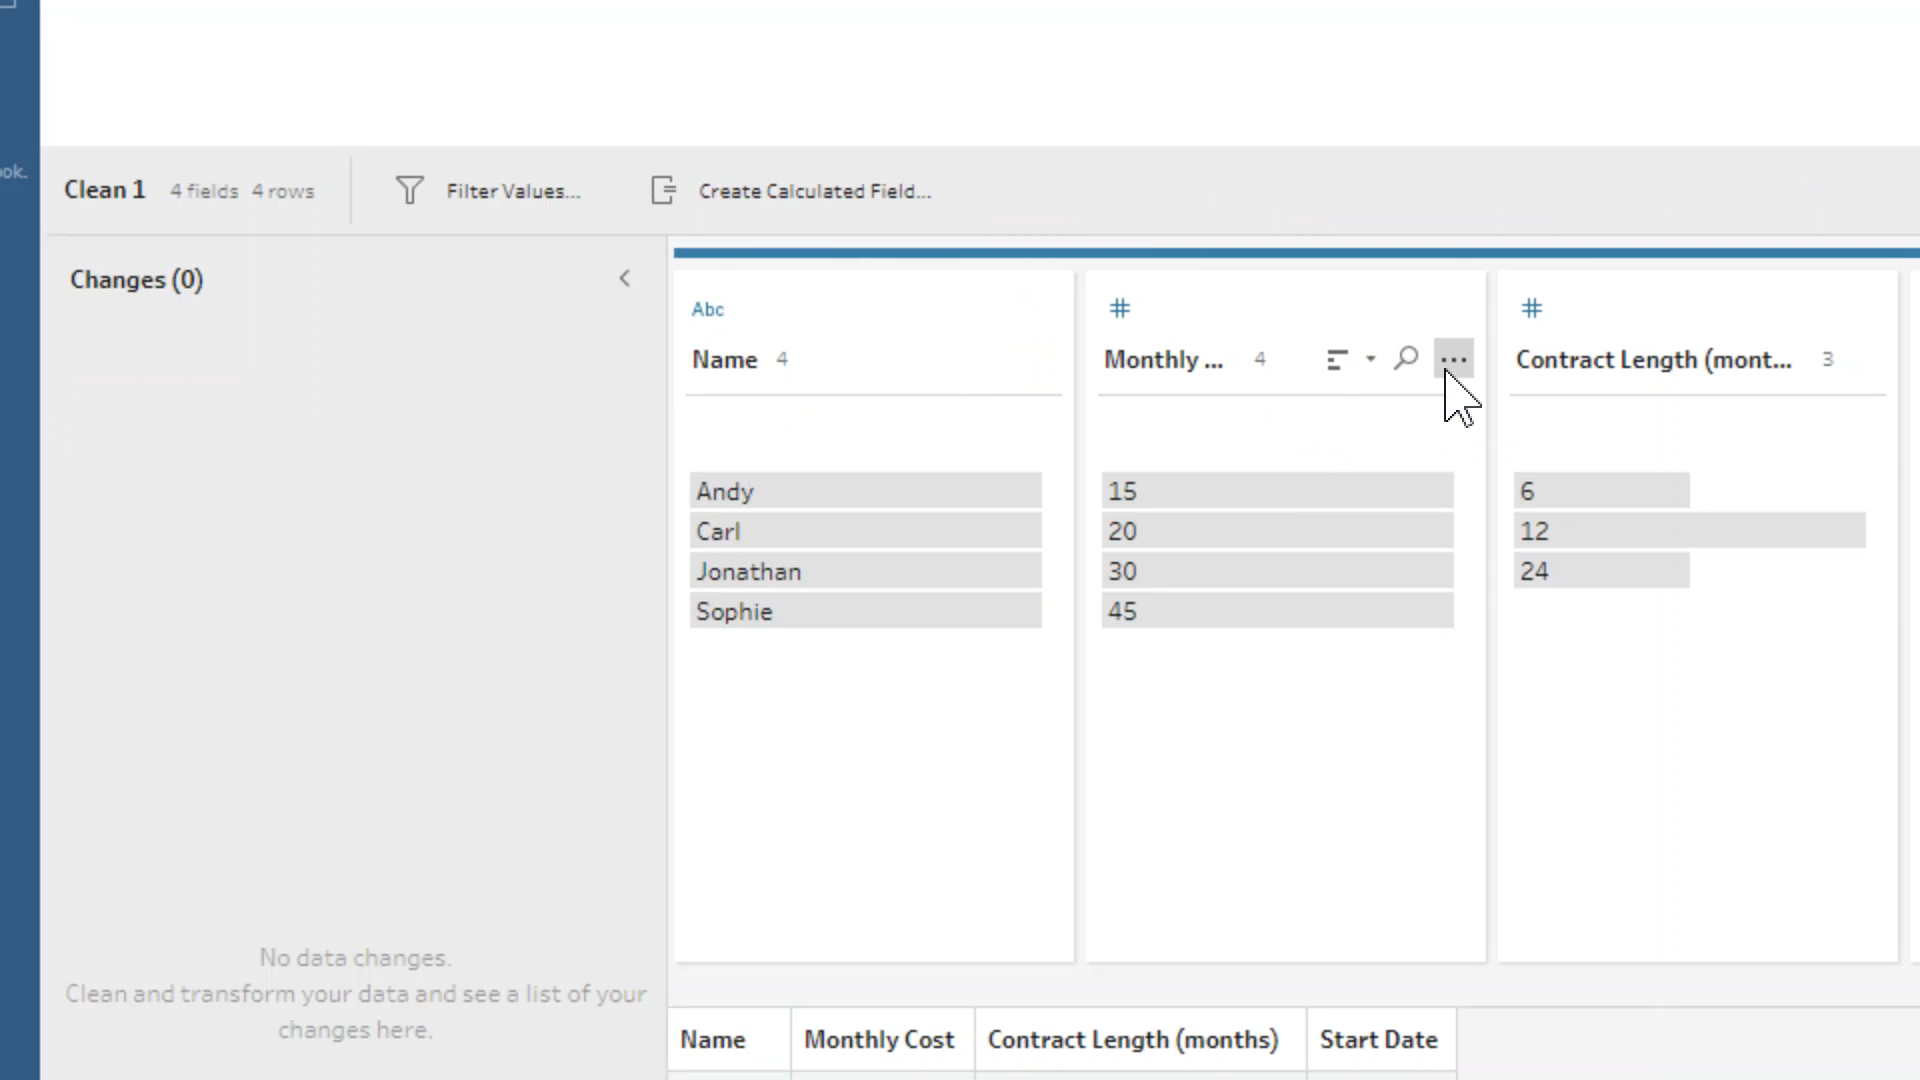 ok.
Clean 1 4 fields 4 rows Filter Values... Create Calculated Field...
Changes (0)
Abc
Name 4
Andy
Carl
Jonathan
Sophie
#
Monthly ... 4
15
20
30
45
#
Contract Length (mont... 3
6
12
24
No data changes.
Clean and transform your data and see a list of your
changes here.
Name Monthly Cost Contract Length (months) Start Date